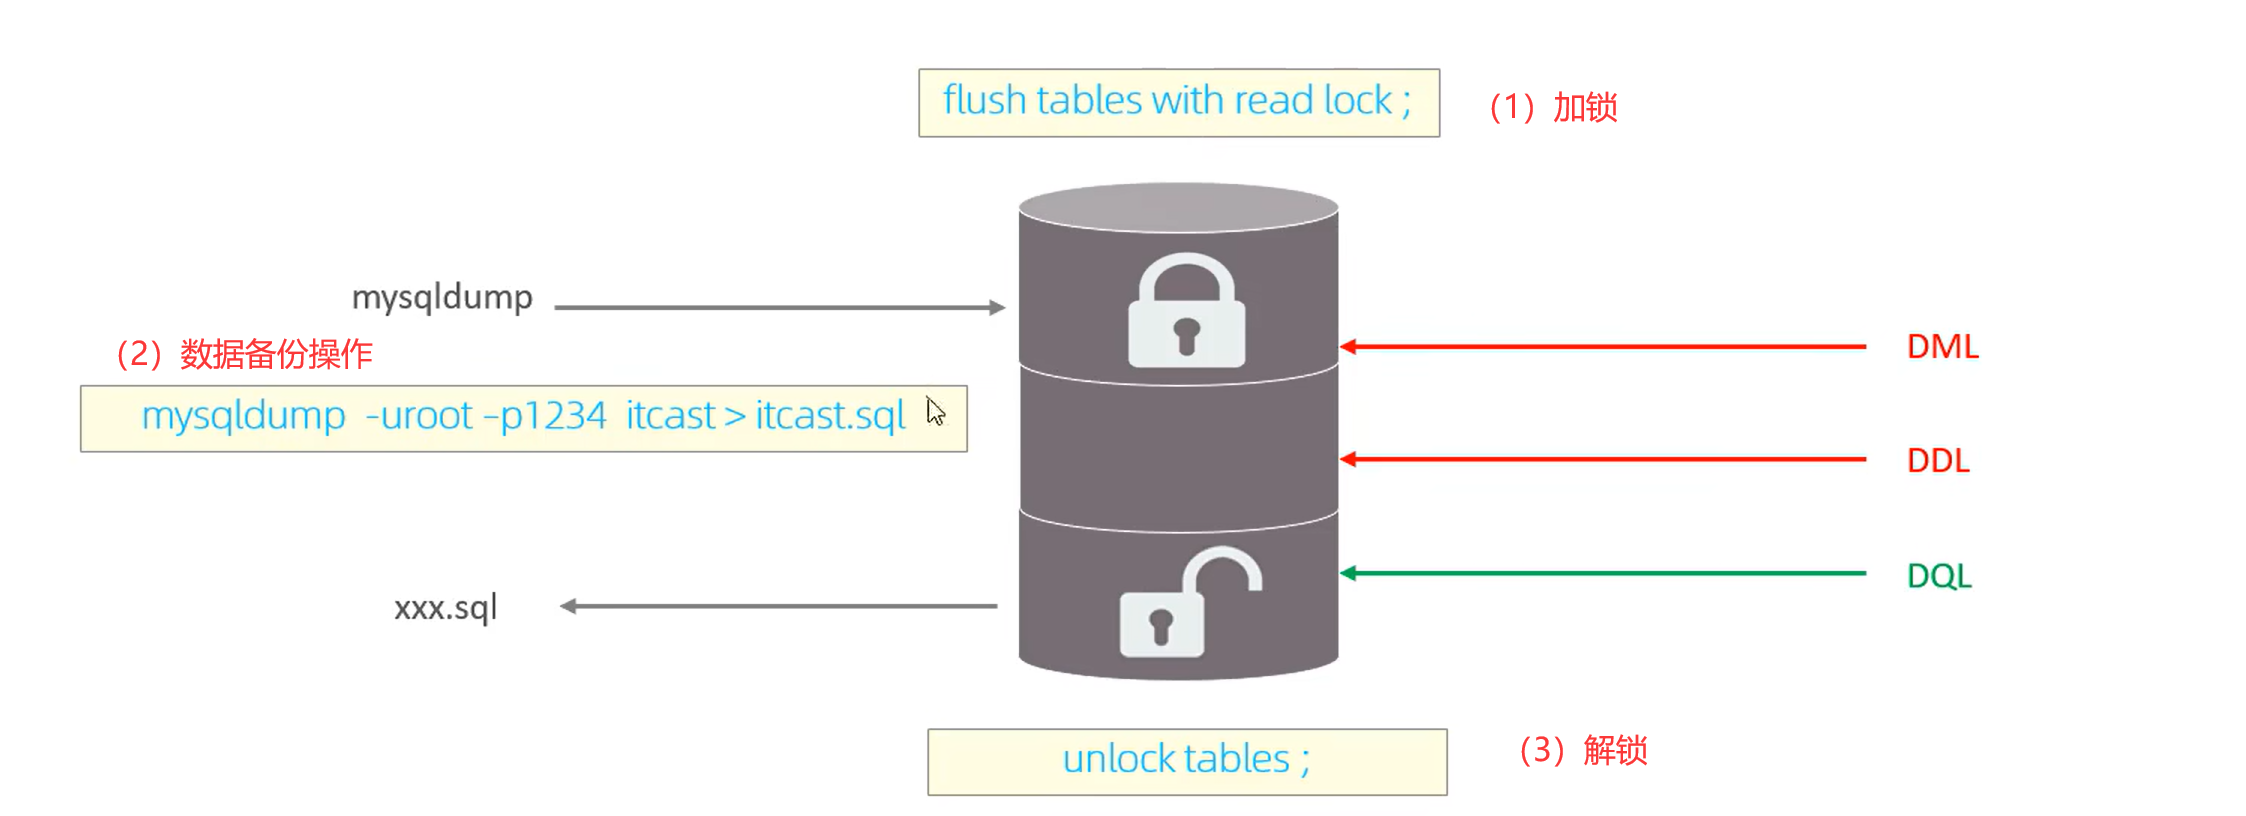 flush tables with read lock ;
（1）加锁
mysqldump
（2）数据备份操作
DML
mysqldump  -uroot –p1234  itcast > itcast.sql
DDL
DQL
xxx.sql
unlock tables ;
（3）解锁